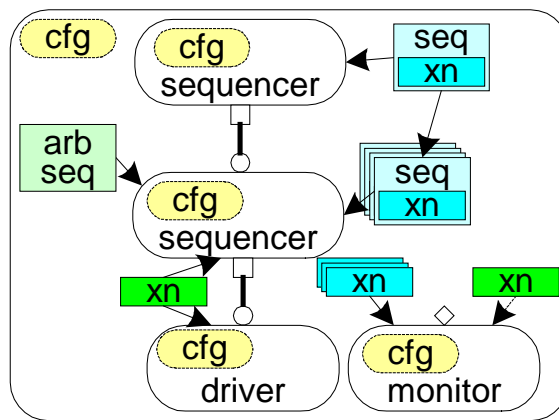 cfg
cfg
sequencer
seq
xn
arb
seq
cfg
sequencer
seq
xn
xn
xn
xn
cfg
driver
cfg
monitor